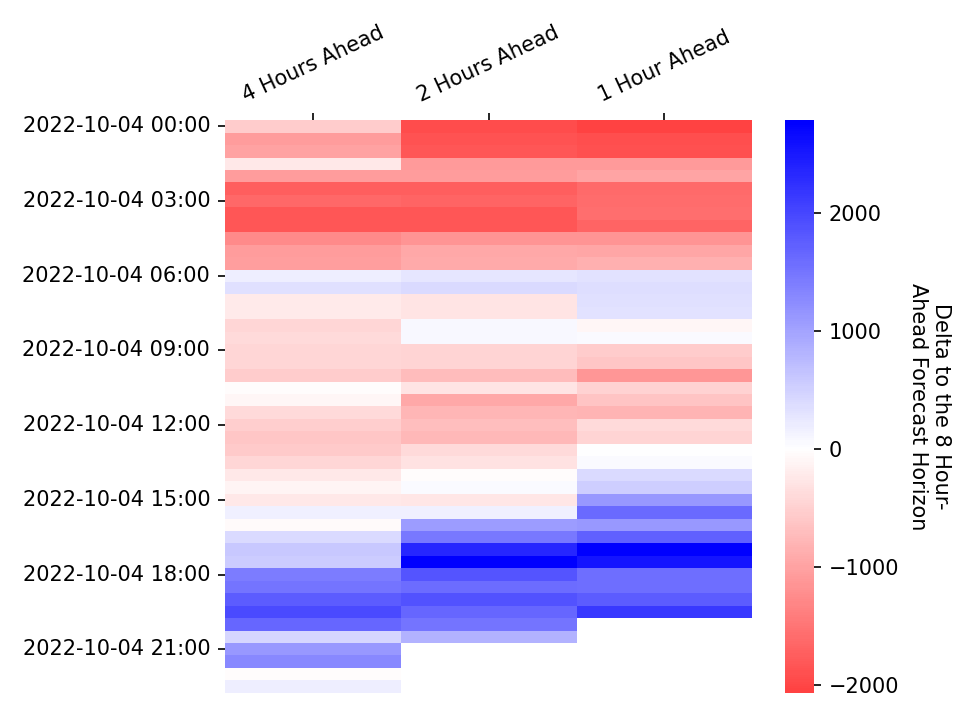 4 Hours Ahead
2 Hours Ahead
1 Hour Ahead
2022-10-04 00:00
2022-10-04 03:00
2022-10-04 06:00
2022-10-04 09:00
2022-10-04 12:00
2022-10-04 15:00
2022-10-04 18:00
2022-10-04 21:00
2000
1000
0
−1000
−2000
Delta to the 8 Hour-
Ahead Forecast Horizon